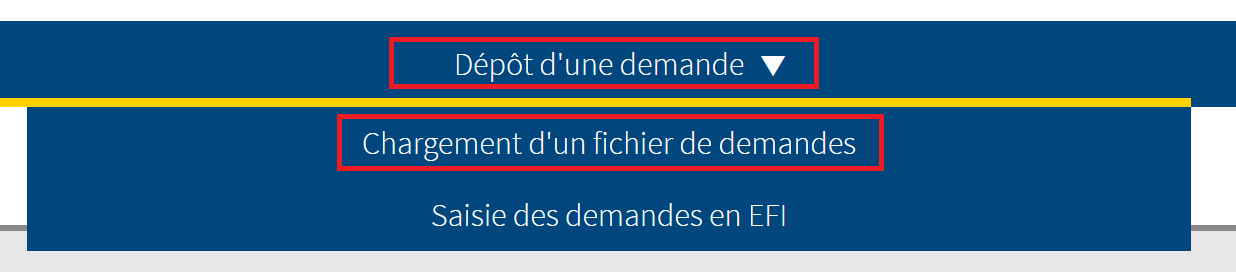 Dépôt d'une demande ▼
Chargement d'un fichier de demandes
Saisie des demandes en EFI